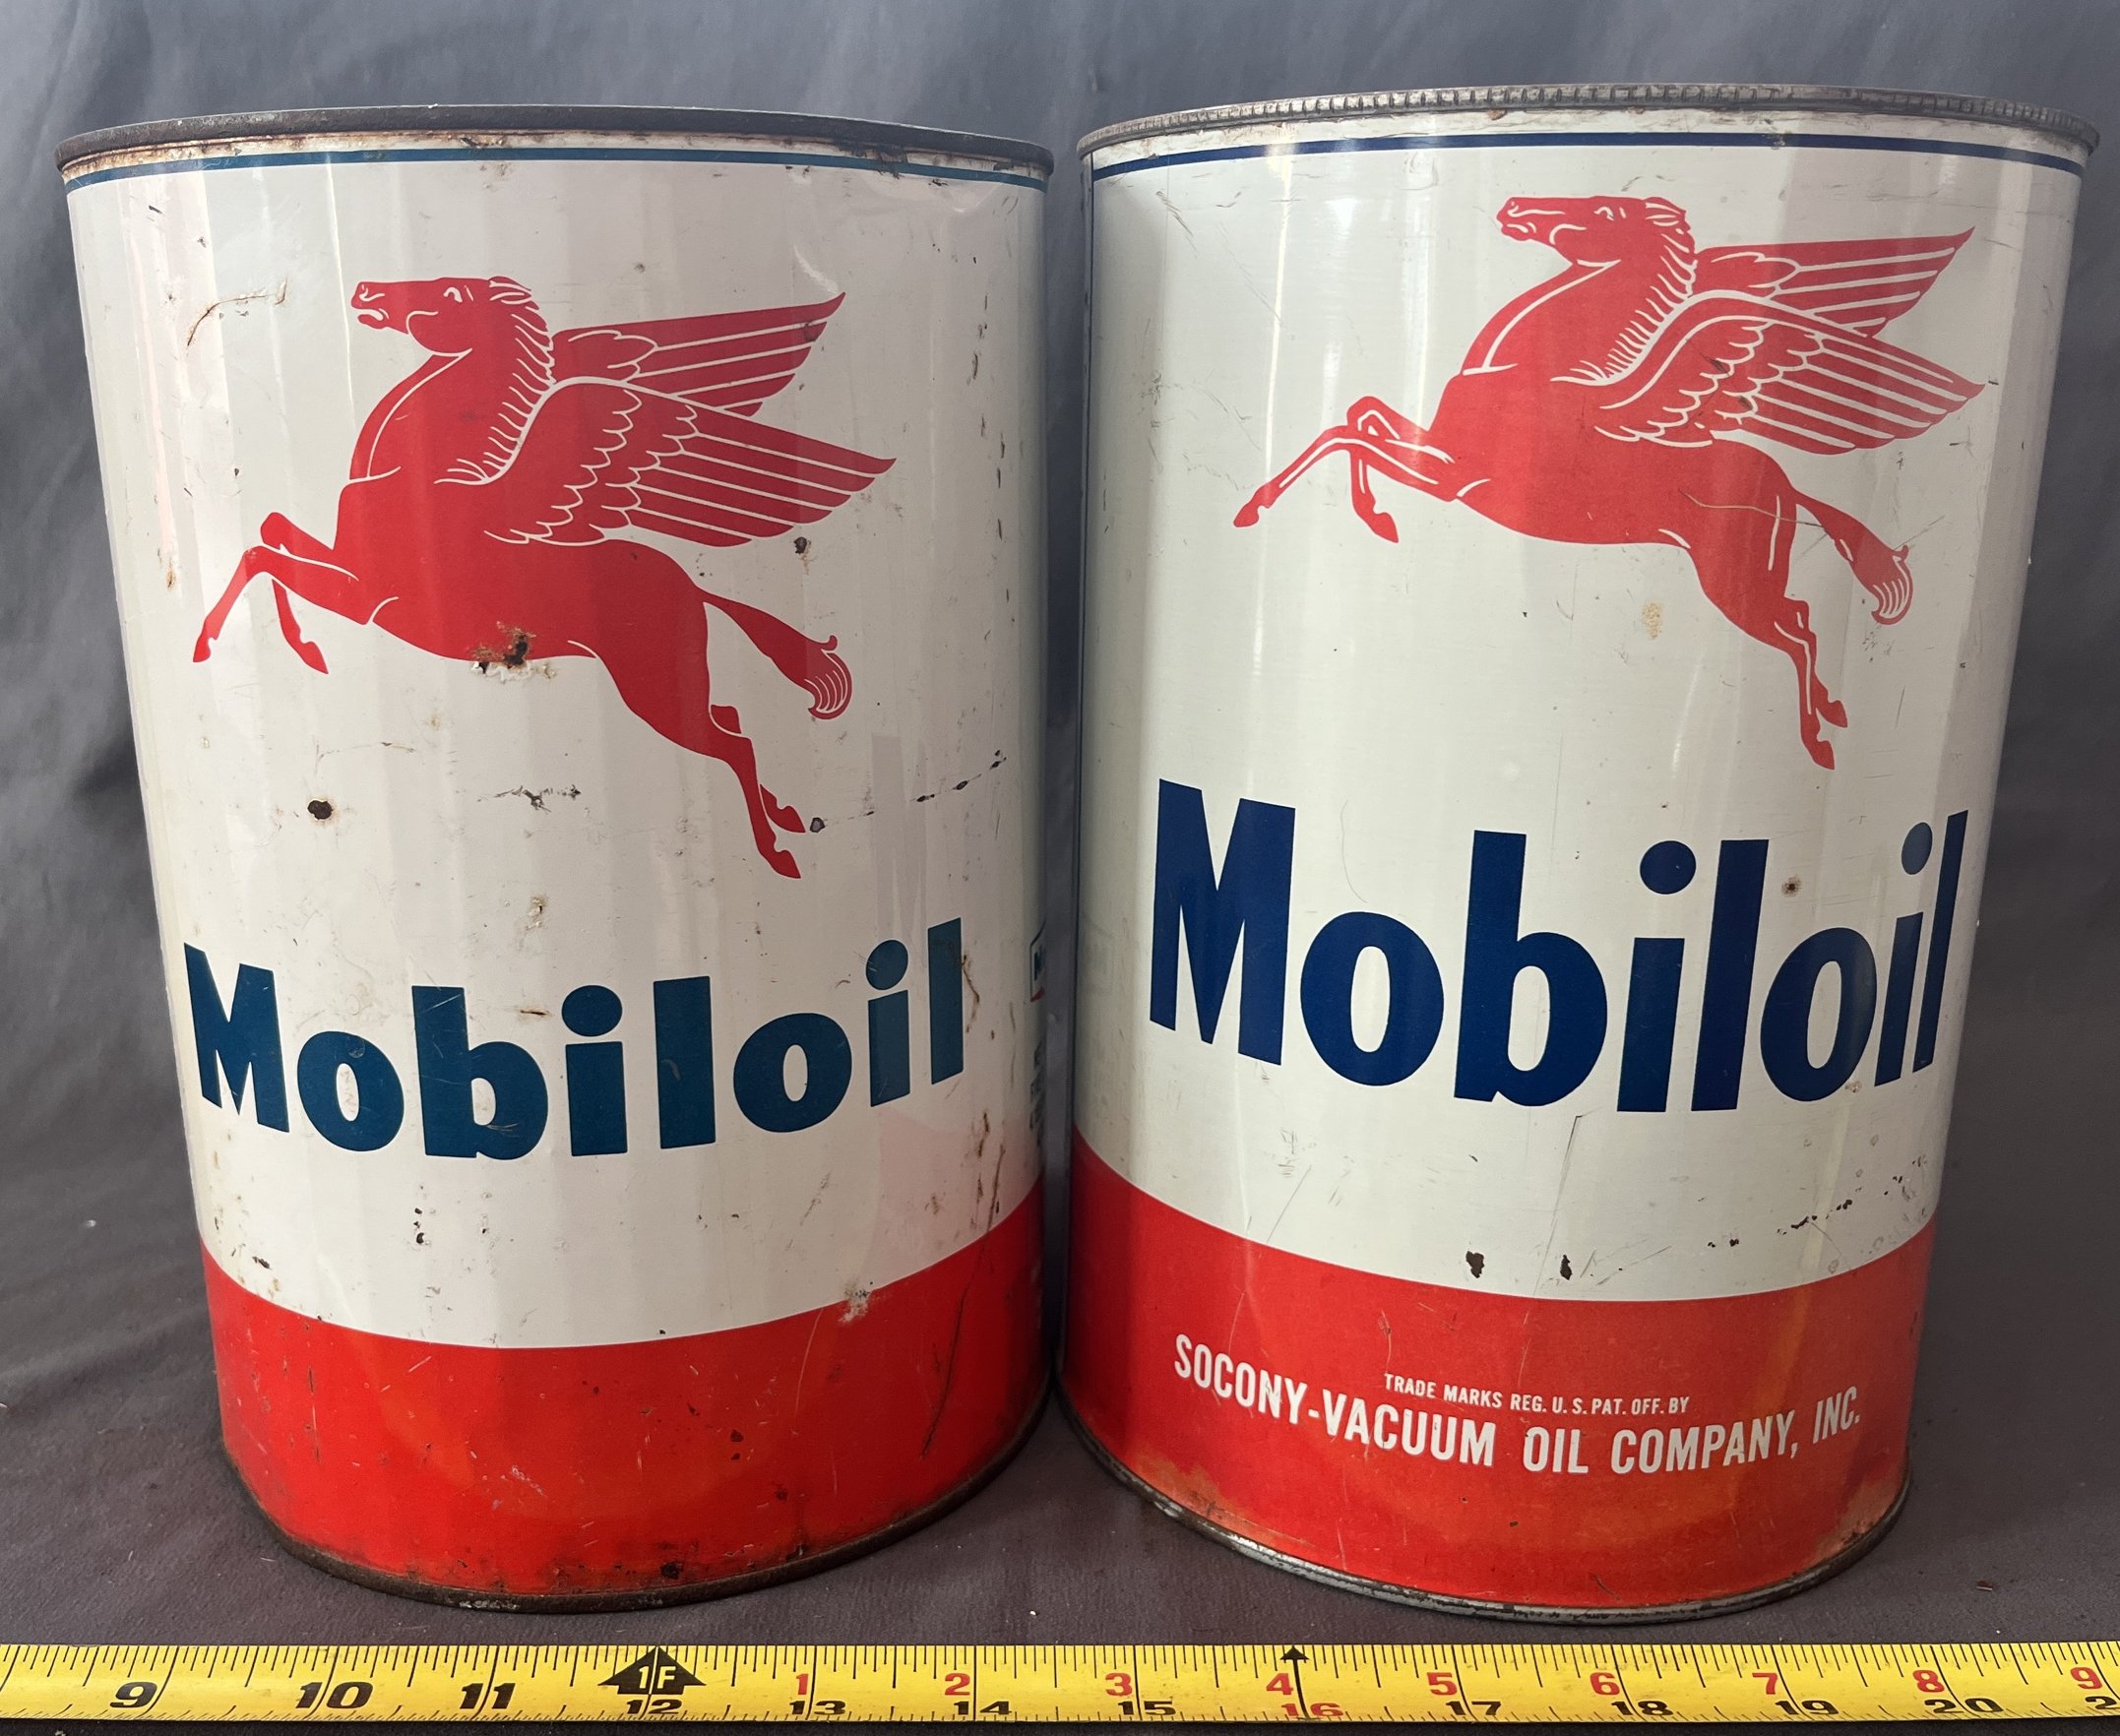 Mobiloil
Mobiloil
TRADE MARKS REG. U. S. PAT. OFF. BY
SOCONY-VACUUM OIL COMPANY, INC.
1 2 3 4 5 6 7 8 9
9 10 11 1F 12 13 14 15 16 17 18 19 20